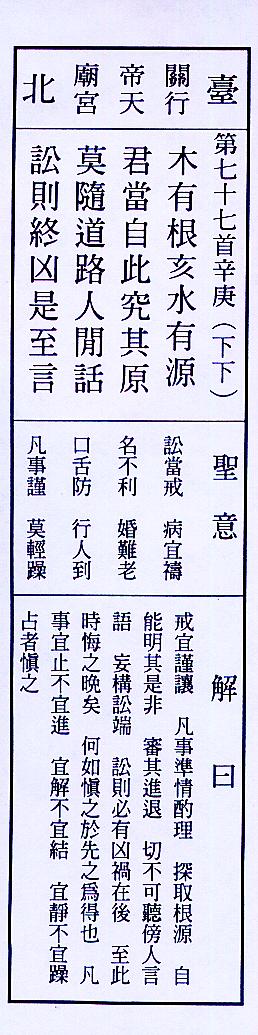 臺北
關行
帝天
廟宮
第七十七首辛庚（下下）
木有根亥水有源
君當自此究其原
莫隨道路人閒話
訟則終凶是至言
聖意
訟當戒　病宜禱
名不利　婚難老
口舌防　行人到
凡事謹　莫輕躁
解曰
戒宜謹讓　凡事準情酌理　探取根源　自
能明其是非　審其進退　切不可聽傍人言
語　妄構訟端　訟則必有凶禍在後　至此
時悔之晚矣　何如慎之於先之為得也　凡
事宜止不宜進　宜解不宜結　宜靜不宜躁
占者慎之